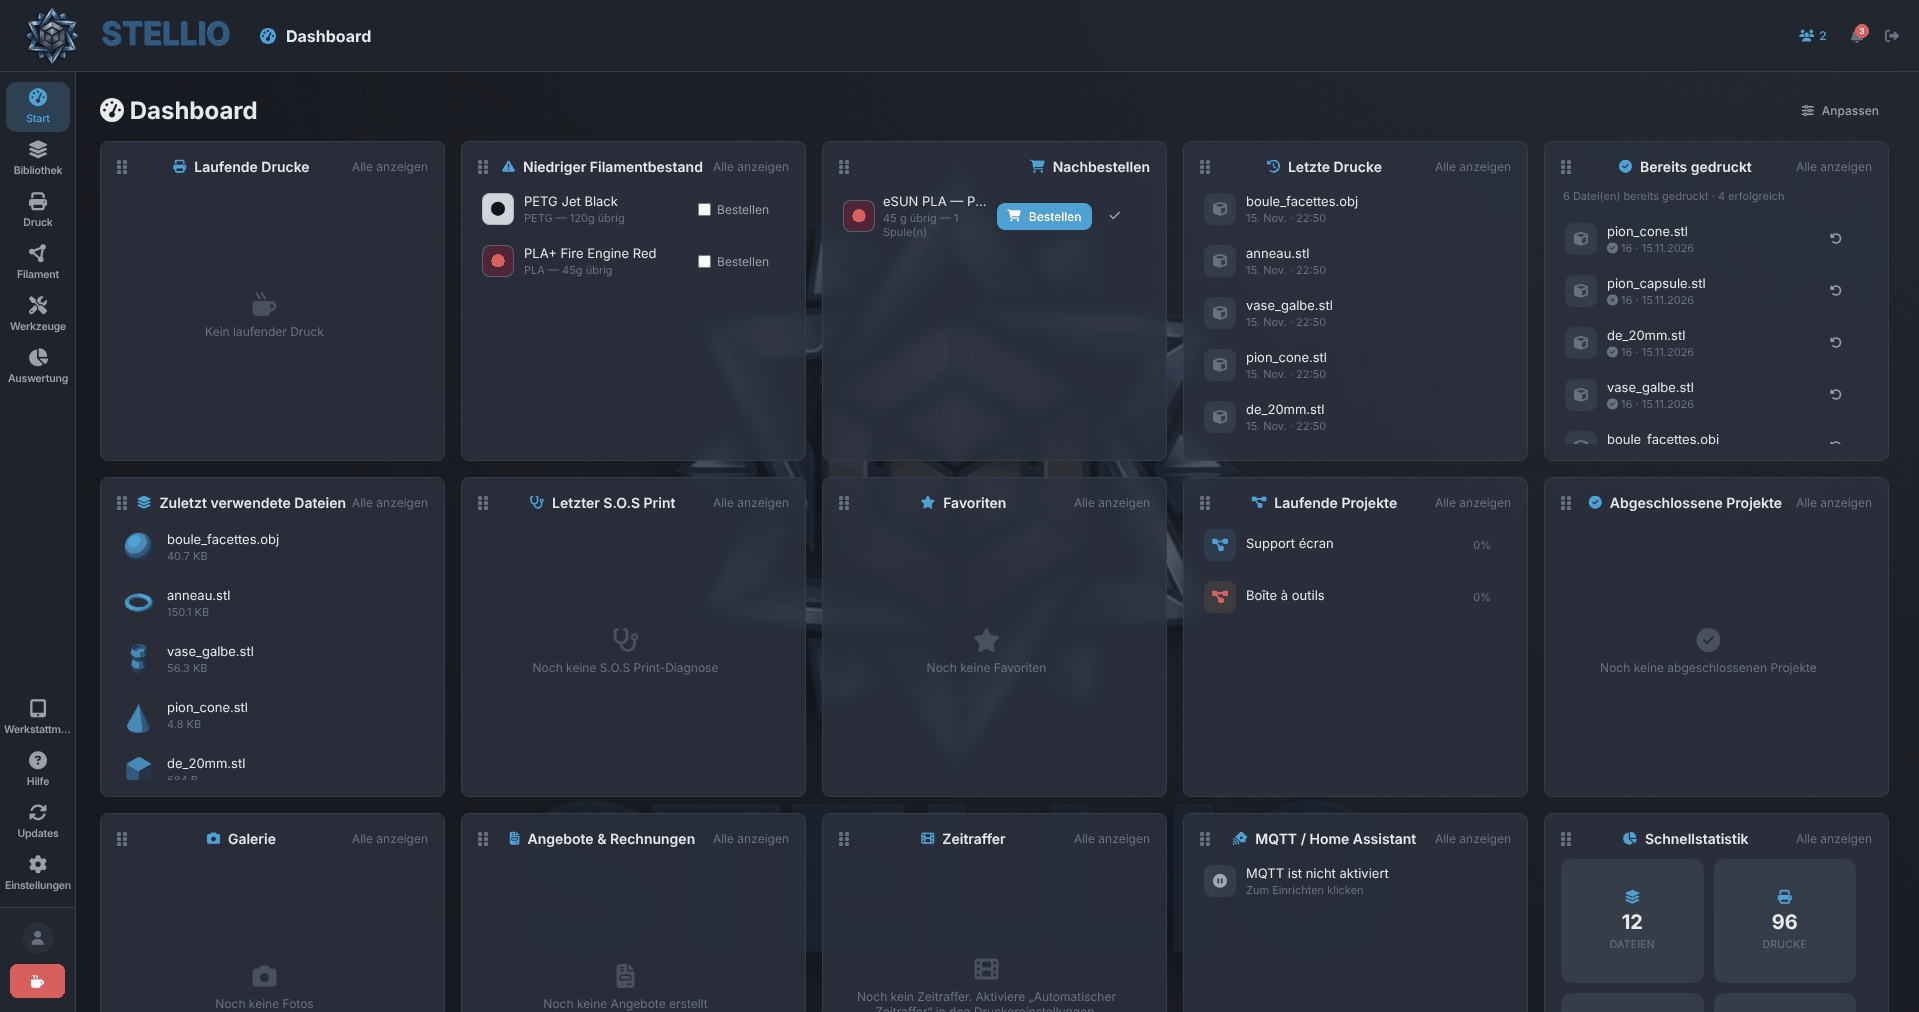 STELLIO
Dashboard
2
3
Start
Bibliothek
Druck
Filament
Werkzeuge
Auswertung
Werkstattm...
Hilfe
Updates
Einstellungen
Dashboard
Anpassen
Laufende Drucke
Alle anzeigen
Kein laufender Druck
Niedriger Filamentbestand
Alle anzeigen
PETG Jet Black
PETG — 120g übrig
Bestellen
PLA+ Fire Engine Red
PLA — 45g übrig
Bestellen
Nachbestellen
eSUN PLA — P...
45 g übrig — 1
Spule(n)
Bestellen
Letzte Drucke
Alle anzeigen
boule_facettes.obj
15. Nov. · 22:50
anneau.stl
15. Nov. · 22:50
vase_galbe.stl
15. Nov. · 22:50
pion_cone.stl
15. Nov. · 22:50
de_20mm.stl
15. Nov. · 22:50
Bereits gedruckt
Alle anzeigen
6 Datei(en) bereits gedruckt · 4 erfolgreich
pion_cone.stl
16 · 15.11.2026
pion_capsule.stl
16 · 15.11.2026
de_20mm.stl
16 · 15.11.2026
vase_galbe.stl
16 · 15.11.2026
boule_facettes.obj
Zuletzt verwendete Dateien
Alle anzeigen
boule_facettes.obj
40.7 KB
anneau.stl
150.1 KB
vase_galbe.stl
56.3 KB
pion_cone.stl
4.8 KB
de_20mm.stl
684 B
Letzter S.O.S Print
Alle anzeigen
Noch keine S.O.S Print-Diagnose
Favoriten
Alle anzeigen
Noch keine Favoriten
Laufende Projekte
Alle anzeigen
Support écran
0%
Boîte à outils
0%
Abgeschlossene Projekte
Alle anzeigen
Noch keine abgeschlossenen Projekte
Galerie
Alle anzeigen
Noch keine Fotos
Angebote & Rechnungen
Alle anzeigen
Noch keine Angebote erstellt
Zeitraffer
Alle anzeigen
Noch kein Zeitraffer. Aktiviere „Automatischer
Zeitraffer“ in den Druckereinstellungen.
MQTT / Home Assistant
Alle anzeigen
MQTT ist nicht aktiviert
Zum Einrichten klicken
Schnellstatistik
Alle anzeigen
12
DATEIEN
96
DRUCKE